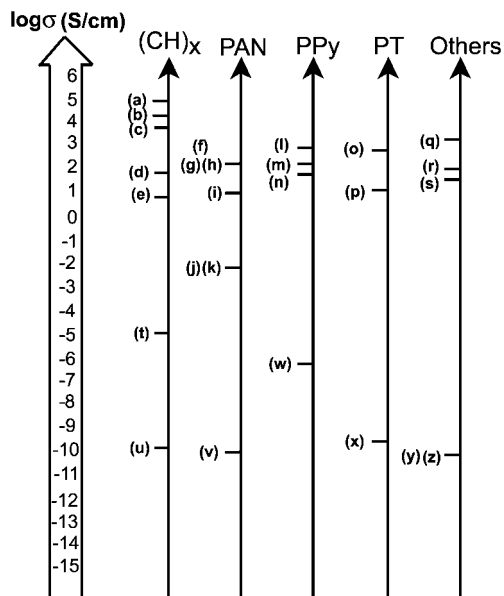 logσ (S/cm)
(CH)x PAN PPy PT Others
6
5 (a)
4 (b)
(c)
3 (f) (l) (o) (q)
2 (d) (g)(h) (m) (r)
(n) (s)
1 (e) (i) (p)
0
-1
-2 (j)(k)
-3
-4
-5 (t)
-6 (w)
-7
-8
-9
-10 (u) (v) (x) (y)(z)
-11
-12
-13
-14
-15